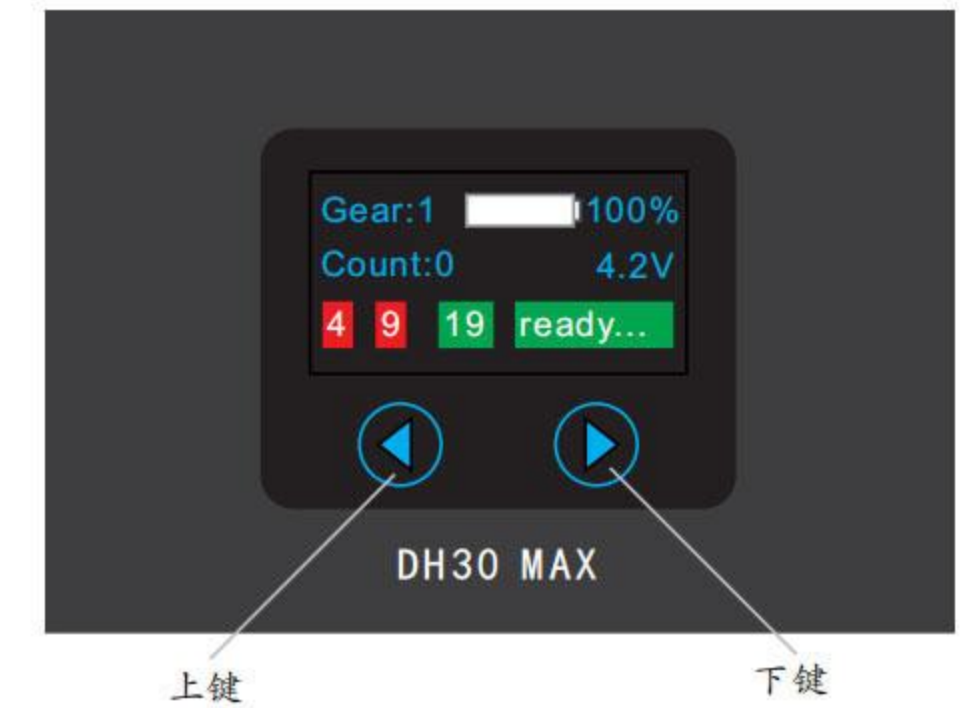 Gear:1 100%
Count:0 4.2V
4 9 19 ready...
DH30 MAX
上键 下键